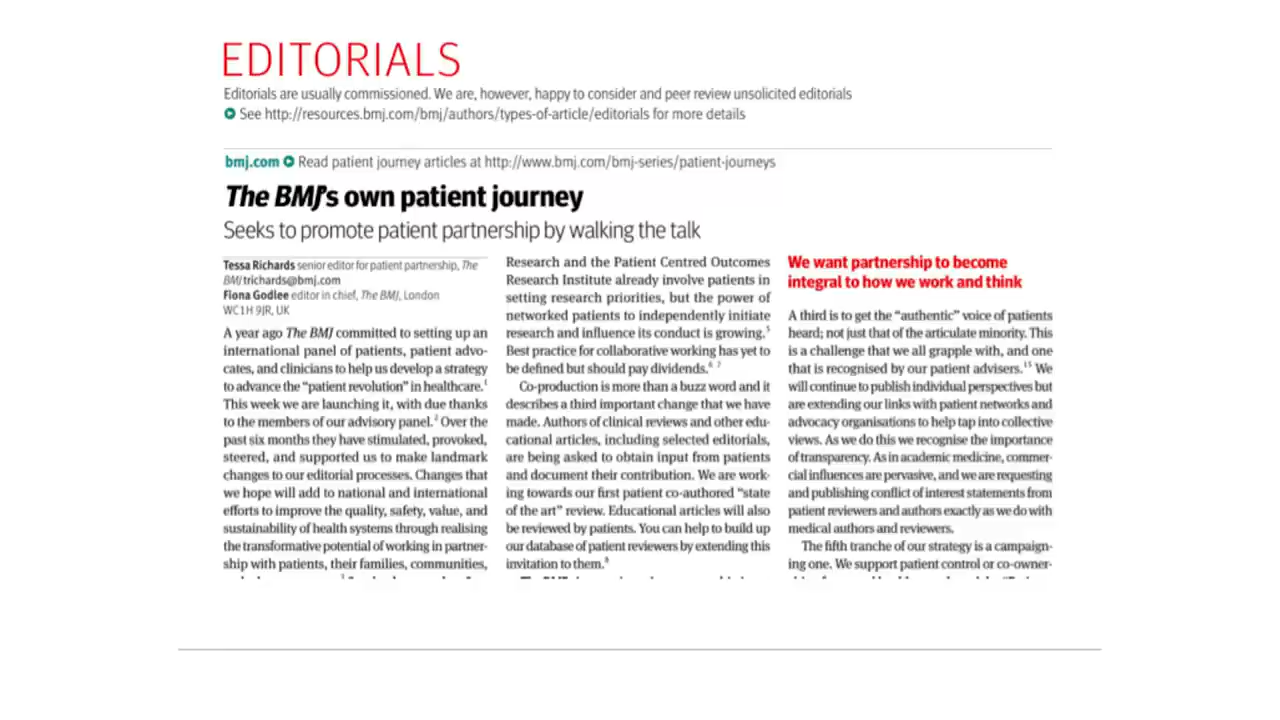 EDITORIALS
Editorials are usually commissioned. We are, however, happy to consider and peer review unsolicited editorials
See http://resources.bmj.com/bmj/authors/types-of-article/editorials for more details
bmj.com Read patient journey articles at http://www.bmj.com/bmj-series/patient-journeys
The BMJ's own patient journey
Seeks to promote patient partnership by walking the talk
Tessa Richards senior editor for patient partnership, The
BMJ trichards@bmj.com
Fiona Godlee editor in chief, The BMJ, London
WC1H 9JR, UK
A year ago The BMJ committed to setting up an
international panel of patients, patient advo-
cates, and clinicians to help us develop a strategy
to advance the “patient revolution” in healthcare.1
This week we are launching it, with due thanks
to the members of our advisory panel.2 Over the
past six months they have stimulated, provoked,
steered, and supported us to make landmark
changes to our editorial processes. Changes that
we hope will add to national and international
efforts to improve the quality, safety, value, and
sustainability of health systems through realising
the transformative potential of working in partner-
ship with patients, their families, communities,
Research and the Patient Centred Outcomes
Research Institute already involve patients in
setting research priorities, but the power of
networked patients to independently initiate
research and influence its conduct is growing.5
Best practice for collaborative working has yet to
be defined but should pay dividends.6 7
Co-production is more than a buzz word and it
describes a third important change that we have
made. Authors of clinical reviews and other edu-
cational articles, including selected editorials,
are being asked to obtain input from patients
and document their contribution. We are work-
ing towards our first patient co-authored “state
of the art” review. Educational articles will also
be reviewed by patients. You can help to build up
our database of patient reviewers by extending this
invitation to them.8
We want partnership to become
integral to how we work and think
A third is to get the “authentic” voice of patients
heard; not just that of the articulate minority. This
is a challenge that we all grapple with, and one
that is recognised by our patient advisers.15 We
will continue to publish individual perspectives but
are extending our links with patient networks and
advocacy organisations to help tap into collective
views. As we do this we recognise the importance
of transparency. As in academic medicine, commer-
cial influences are pervasive, and we are requesting
and publishing conflict of interest statements from
patient reviewers and authors exactly as we do with
medical authors and reviewers.
The fifth tranche of our strategy is a campaign-
ing one. We support patient control or co-owner-